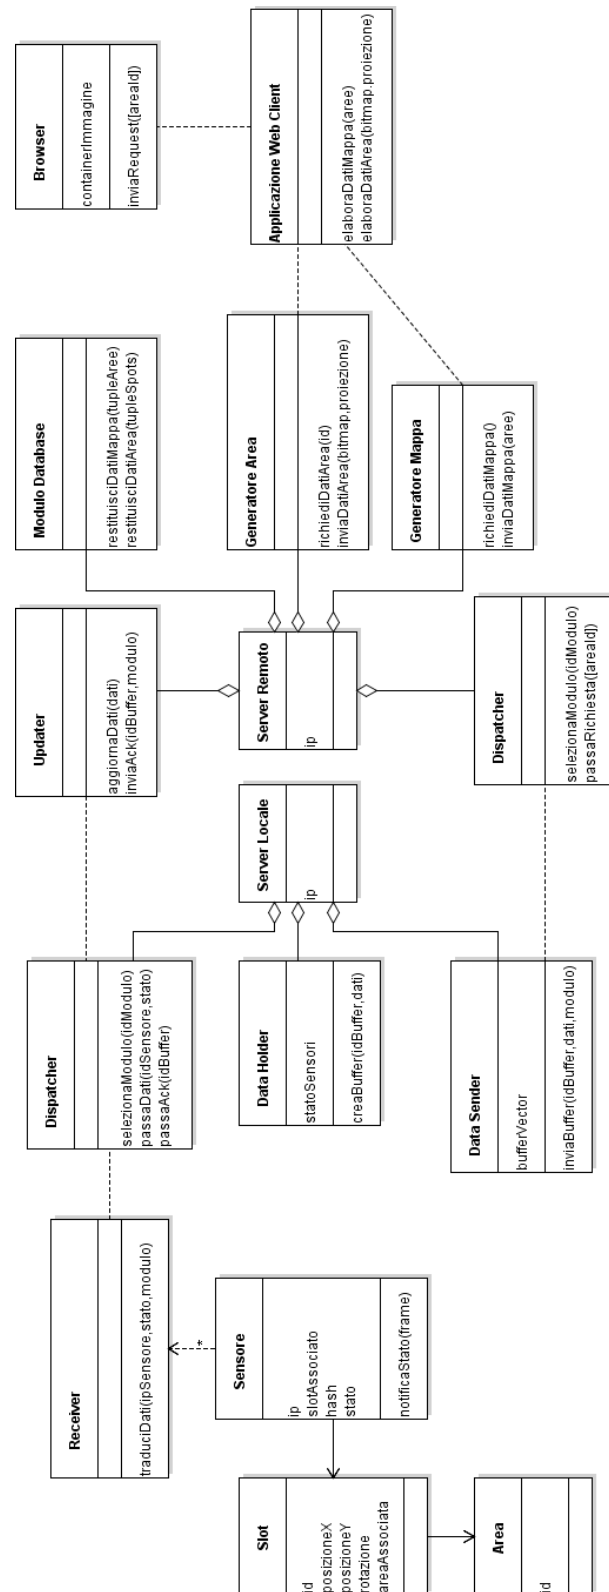 Browser
containerImmagine
inviaRequest([areaId])
Applicazione Web Client
elaboraDatiMappa(aree)
elaboraDatiArea(bitmap.proiezione)
Modulo Database
restituisciDatiMappa(tupleAree)
restituisciDatiArea(tupleSpots)
Generatore Area
richiediDatiArea(id)
inviaDatiArea(bitmap,proiezione)
Generatore Mappa
richiediDatiMappa()
inviaDatiMappa(aree)
Updater
aggiornaDati(dati)
inviaAck(idBuffer,modulo)
Server Remoto
ip
Dispatcher
selezionaModulo(idModulo)
passaRichiesta([areaId])
Server Locale
ip
Dispatcher
selezionaModulo(idModulo)
passaDati(idSensore,stato)
passaAck(idBuffer)
Data Holder
statoSensori
creaBuffer(idBuffer,dati)
Data Sender
bufferVector
inviaBuffer(idBuffer,dati,modulo)
Receiver
traduciDati(ipSensore,stato,modulo)
*
Sensore
ip
slotAssociato
hash
stato
notificaStato(frame)
Slot
id
posizioneX
posizioneY
rotazione
areaAssociata
Area
id